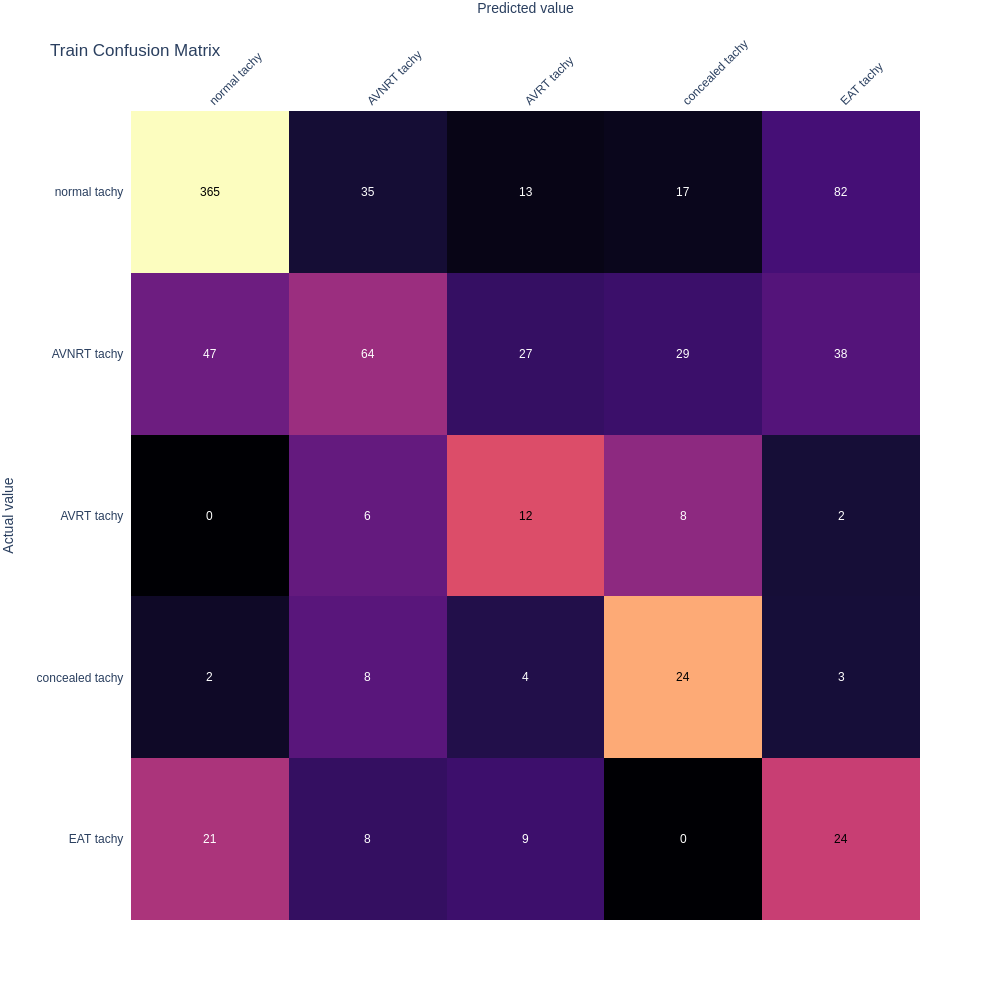 Predicted value
Train Confusion Matrix
normal tachy
AVNRT tachy
AVRT tachy
concealed tachy
EAT tachy
Actual value
normal tachy 365 35 13 17 82
AVNRT tachy 47 64 27 29 38
AVRT tachy 0 6 12 8 2
concealed tachy 2 8 4 24 3
EAT tachy 21 8 9 0 24